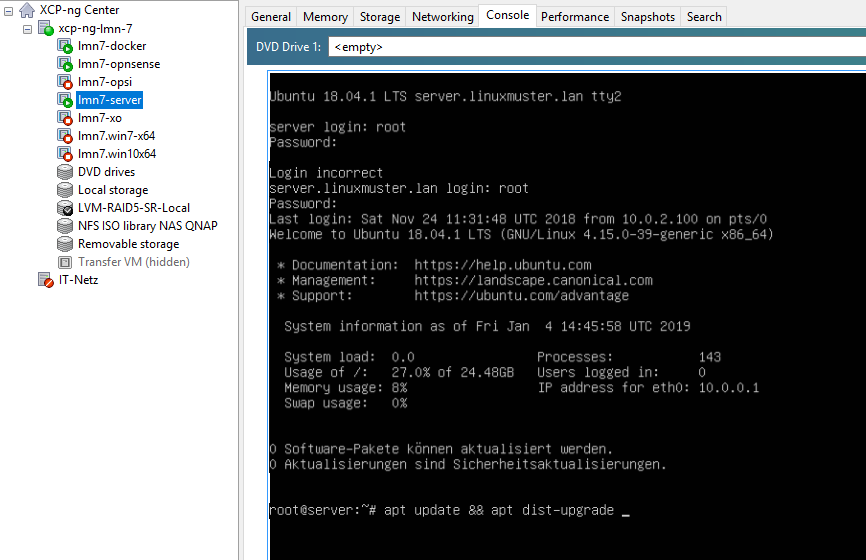 XCP-ng Center
xcp-ng-lmn-7
lmn7-docker
lmn7-opnsense
lmn7-opsi
lmn7-server
lmn7-xo
lmn7.win7-x64
lmn7.win10x64
DVD drives
Local storage
LVM-RAID5-SR-Local
NFS ISO library NAS QNAP
Removable storage
Transfer VM (hidden)
IT-Netz
General Memory Storage Networking Console Performance Snapshots Search
DVD Drive 1: <empty>
Ubuntu 18.04.1 LTS server.linuxmuster.lan tty2
server login: root
Password:
Login incorrect
server.linuxmuster.lan login: root
Password:
Last login: Sat Nov 24 11:31:48 UTC 2018 from 10.0.2.100 on pts/0
Welcome to Ubuntu 18.04.1 LTS (GNU/Linux 4.15.0-39-generic x86_64)
* Documentation: https://help.ubuntu.com
* Management: https://landscape.canonical.com
* Support: https://ubuntu.com/advantage
System information as of Fri Jan 4 14:45:58 UTC 2019
System load: 0.0 Processes: 143
Usage of /: 27.0% of 24.48GB Users logged in: 0
Memory usage: 8% IP address for eth0: 10.0.0.1
Swap usage: 0%
0 Software-Pakete können aktualisiert werden.
0 Aktualisierungen sind Sicherheitsaktualisierungen.
root@server:~# apt update && apt dist-upgrade _